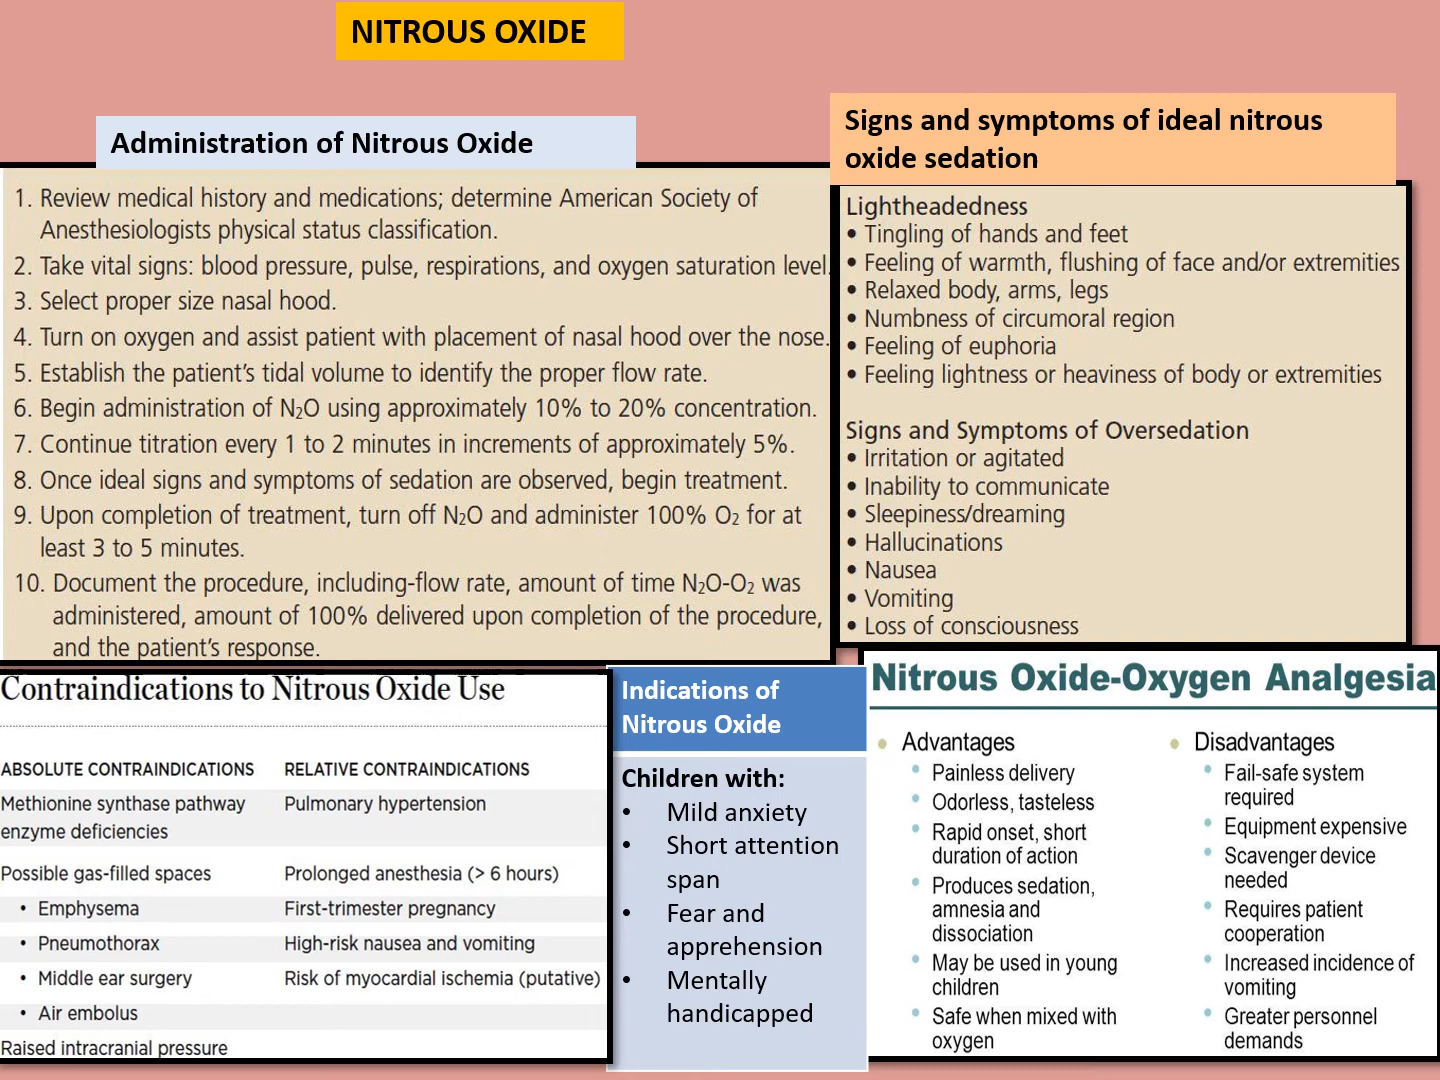 NITROUS OXIDE
Administration of Nitrous Oxide
1. Review medical history and medications; determine American Society of
Anesthesiologists physical status classification.
2. Take vital signs: blood pressure, pulse, respirations, and oxygen saturation level.
3. Select proper size nasal hood.
4. Turn on oxygen and assist patient with placement of nasal hood over the nose.
5. Establish the patient's tidal volume to identify the proper flow rate.
6. Begin administration of N₂O using approximately 10% to 20% concentration.
7. Continue titration every 1 to 2 minutes in increments of approximately 5%.
8. Once ideal signs and symptoms of sedation are observed, begin treatment.
9. Upon completion of treatment, turn off N₂O and administer 100% O₂ for at
least 3 to 5 minutes.
10. Document the procedure, including-flow rate, amount of time N₂O-O₂ was
administered, amount of 100% delivered upon completion of the procedure,
and the patient's response.
Signs and symptoms of ideal nitrous
oxide sedation
Lightheadedness
• Tingling of hands and feet
• Feeling of warmth, flushing of face and/or extremities
• Relaxed body, arms, legs
• Numbness of circumoral region
• Feeling of euphoria
• Feeling lightness or heaviness of body or extremities
Signs and Symptoms of Oversedation
• Irritation or agitated
• Inability to communicate
• Sleepiness/dreaming
• Hallucinations
• Nausea
• Vomiting
• Loss of consciousness
Contraindications to Nitrous Oxide Use
ABSOLUTE CONTRAINDICATIONS RELATIVE CONTRAINDICATIONS
Methionine synthase pathway Pulmonary hypertension
enzyme deficiencies
Possible gas-filled spaces Prolonged anesthesia (> 6 hours)
• Emphysema First-trimester pregnancy
• Pneumothorax High-risk nausea and vomiting
• Middle ear surgery Risk of myocardial ischemia (putative)
• Air embolus
Raised intracranial pressure
Indications of
Nitrous Oxide
Children with:
• Mild anxiety
• Short attention
span
• Fear and
apprehension
• Mentally
handicapped
Nitrous Oxide-Oxygen Analgesia
• Advantages
• Painless delivery
• Odorless, tasteless
• Rapid onset, short
duration of action
• Produces sedation,
amnesia and
dissociation
• May be used in young
children
• Safe when mixed with
oxygen
• Disadvantages
• Fail-safe system
required
• Equipment expensive
• Scavenger device
needed
• Requires patient
cooperation
• Increased incidence of
vomiting
• Greater personnel
demands